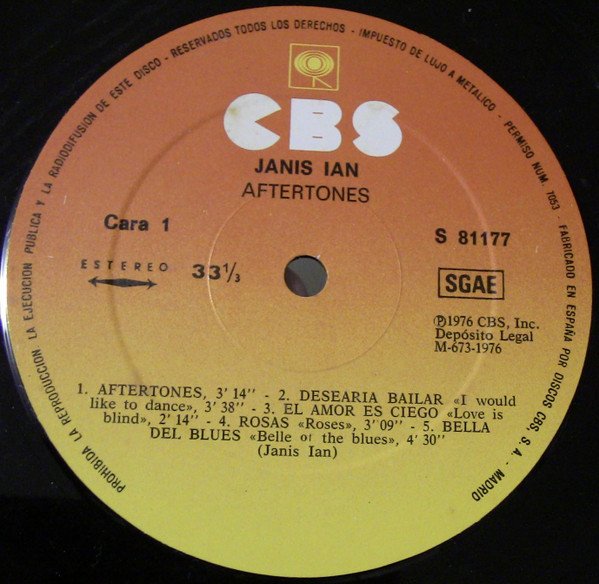 PROHIBIDA LA REPRODUCCION, LA EJECUCION PUBLICA Y LA RADIODIFUSION DE ESTE DISCO - RESERVADOS TODOS LOS DERECHOS - IMPUESTO DE LUJO A METALICO - PERMISO NUM. 7053 - FABRICADO EN ESPAÑA POR DISCOS CBS, S. A. - MADRID
CBS
JANIS IAN
AFTERTONES
Cara 1
S 81177
ESTEREO
33 1/3
SGAE
Ⓟ1976 CBS, Inc.
Depósito Legal
M-673-1976
1. AFTERTONES, 3' 14'' - 2. DESEARIA BAILAR «I would
like to dance», 3' 38'' - 3. EL AMOR ES CIEGO «Love is
blind», 2' 14'' - 4. ROSAS «Roses», 3' 09'' - 5. BELLA
DEL BLUES «Belle of the blues», 4' 30''
(Janis Ian)